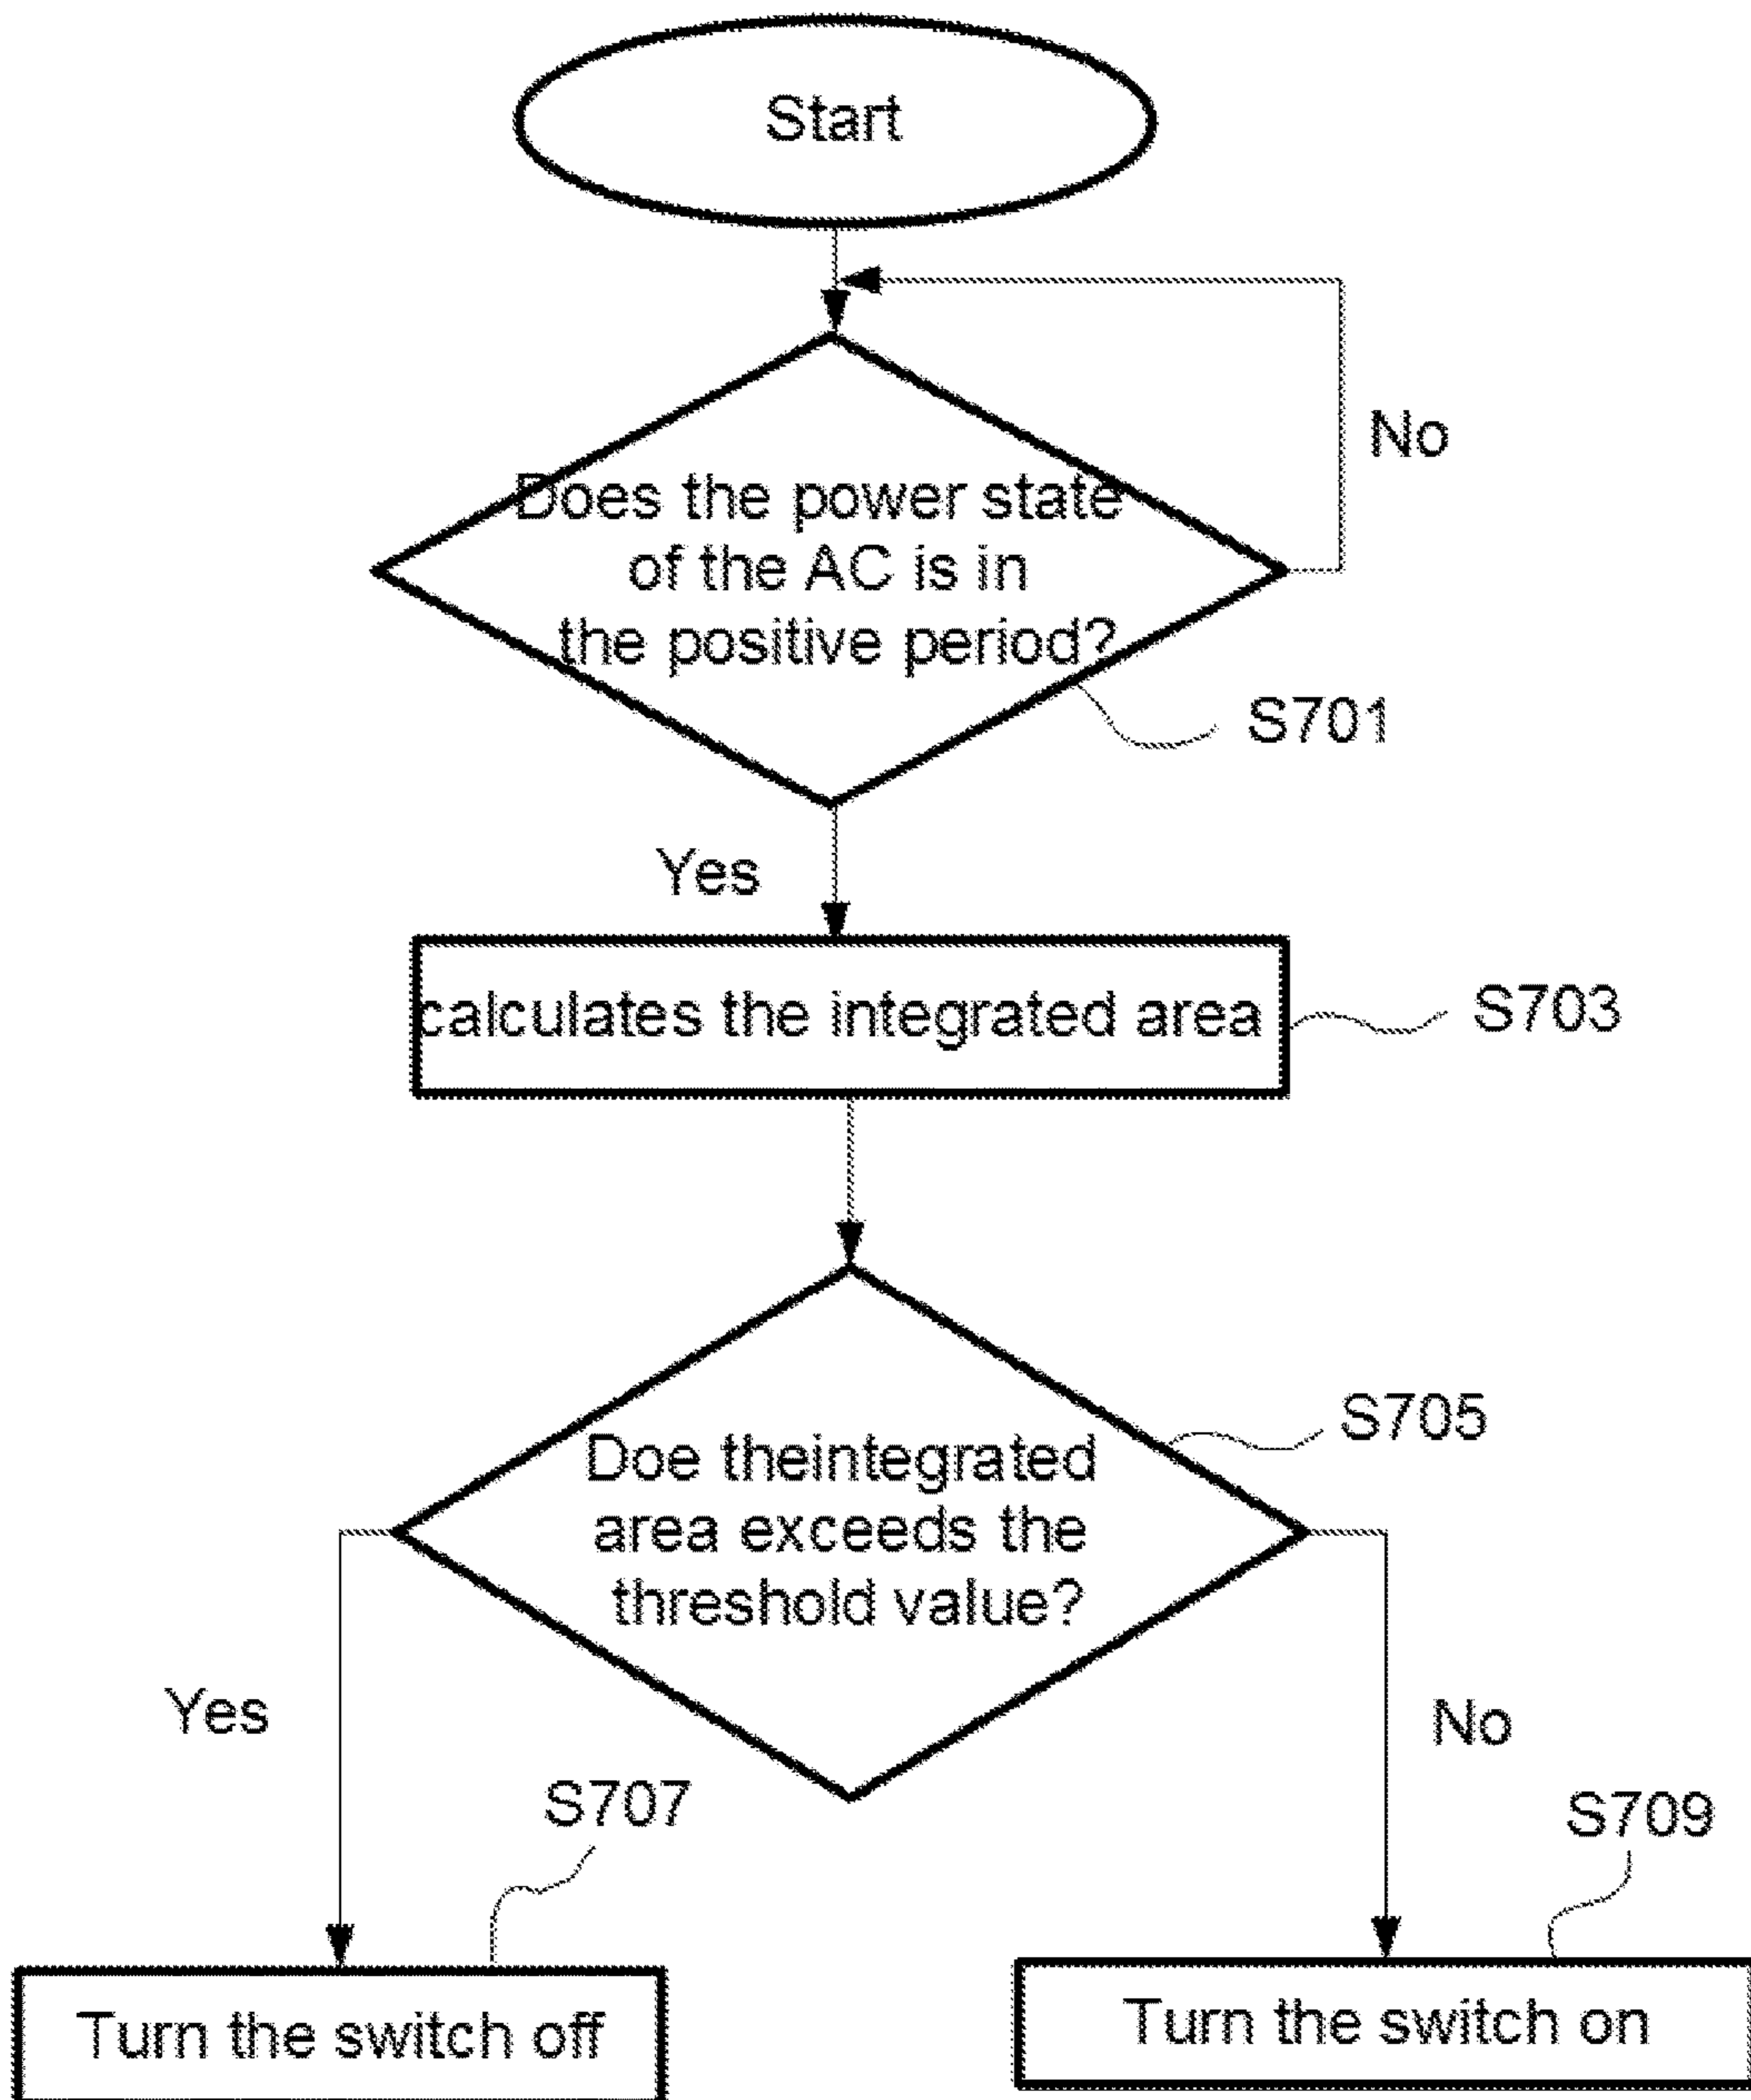 Start
No
Does the power state
of the AC is in
the positive period?
S701
Yes
calculates the integrated area
S703
S705
Doe theintegrated
area exceeds the
threshold value?
Yes
No
S707
S709
Turn the switch off
Turn the switch on